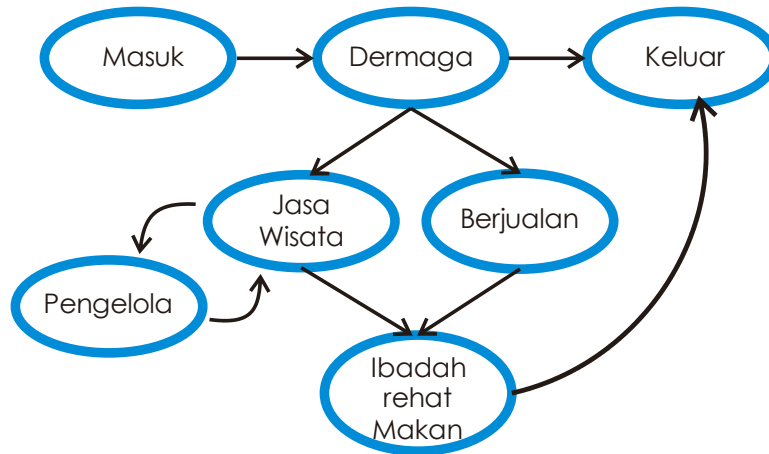 Masuk
Dermaga
Keluar
Jasa
Wisata
Berjualan
Pengelola
Ibadah
rehat
Makan